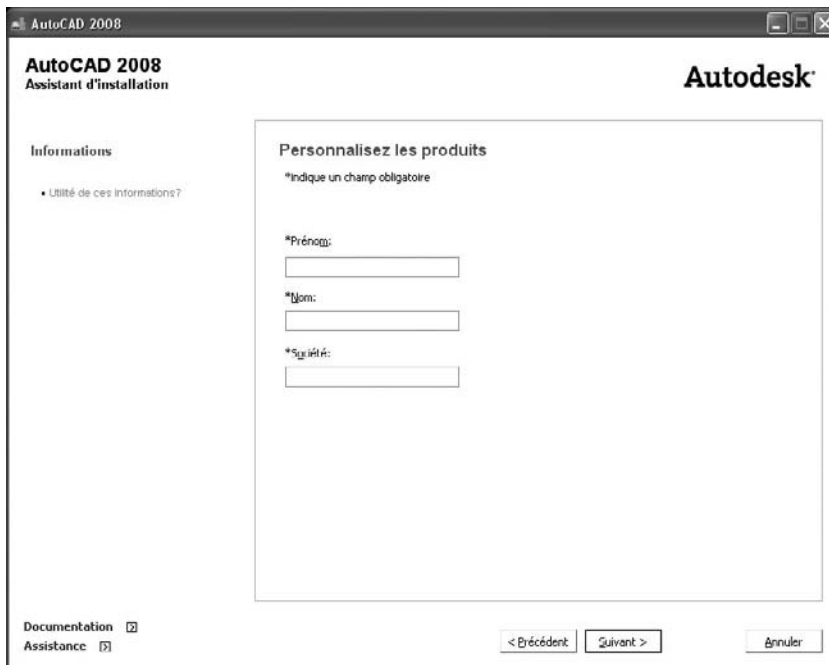 AutoCAD 2008
AutoCAD 2008
Assistant d'installation
Autodesk
Informations
• Utilité de ces informations?
Personnalisez les produits
*Indique un champ obligatoire
*Prénom:
*Nom:
*Société:
Documentation
Assistance
< Précédent
Suivant >
Annuler